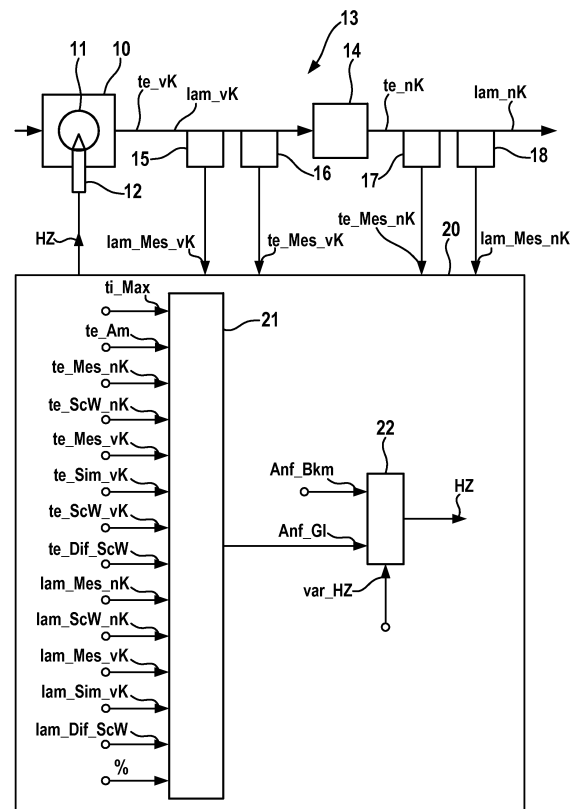 13
11
10
14
te_vK
lam_vK
te_nK
lam_nK
15
16
17
18
12
HZ
lam_Mes_vK
te_Mes_vK
te_Mes_nK
20
lam_Mes_nK
ti_Max
21
te_Am
te_Mes_nK
te_ScW_nK
te_Mes_vK
te_Sim_vK
te_ScW_vK
te_Dif_ScW
lam_Mes_nK
lam_ScW_nK
lam_Mes_vK
lam_Sim_vK
lam_Dif_ScW
%
22
Anf_Bkm
HZ
Anf_Gl
var_HZ